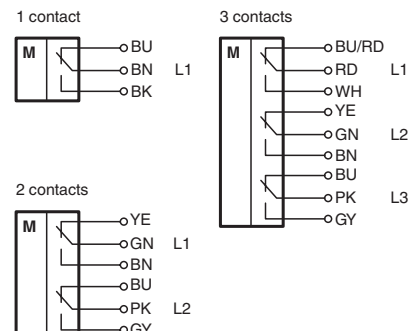 1 contact
M
BU
BN L1
BK
2 contacts
M
YE
GN L1
BN
BU
PK L2
GY
3 contacts
M
BU/RD
RD L1
WH
YE
GN L2
BN
BU
PK L3
GY